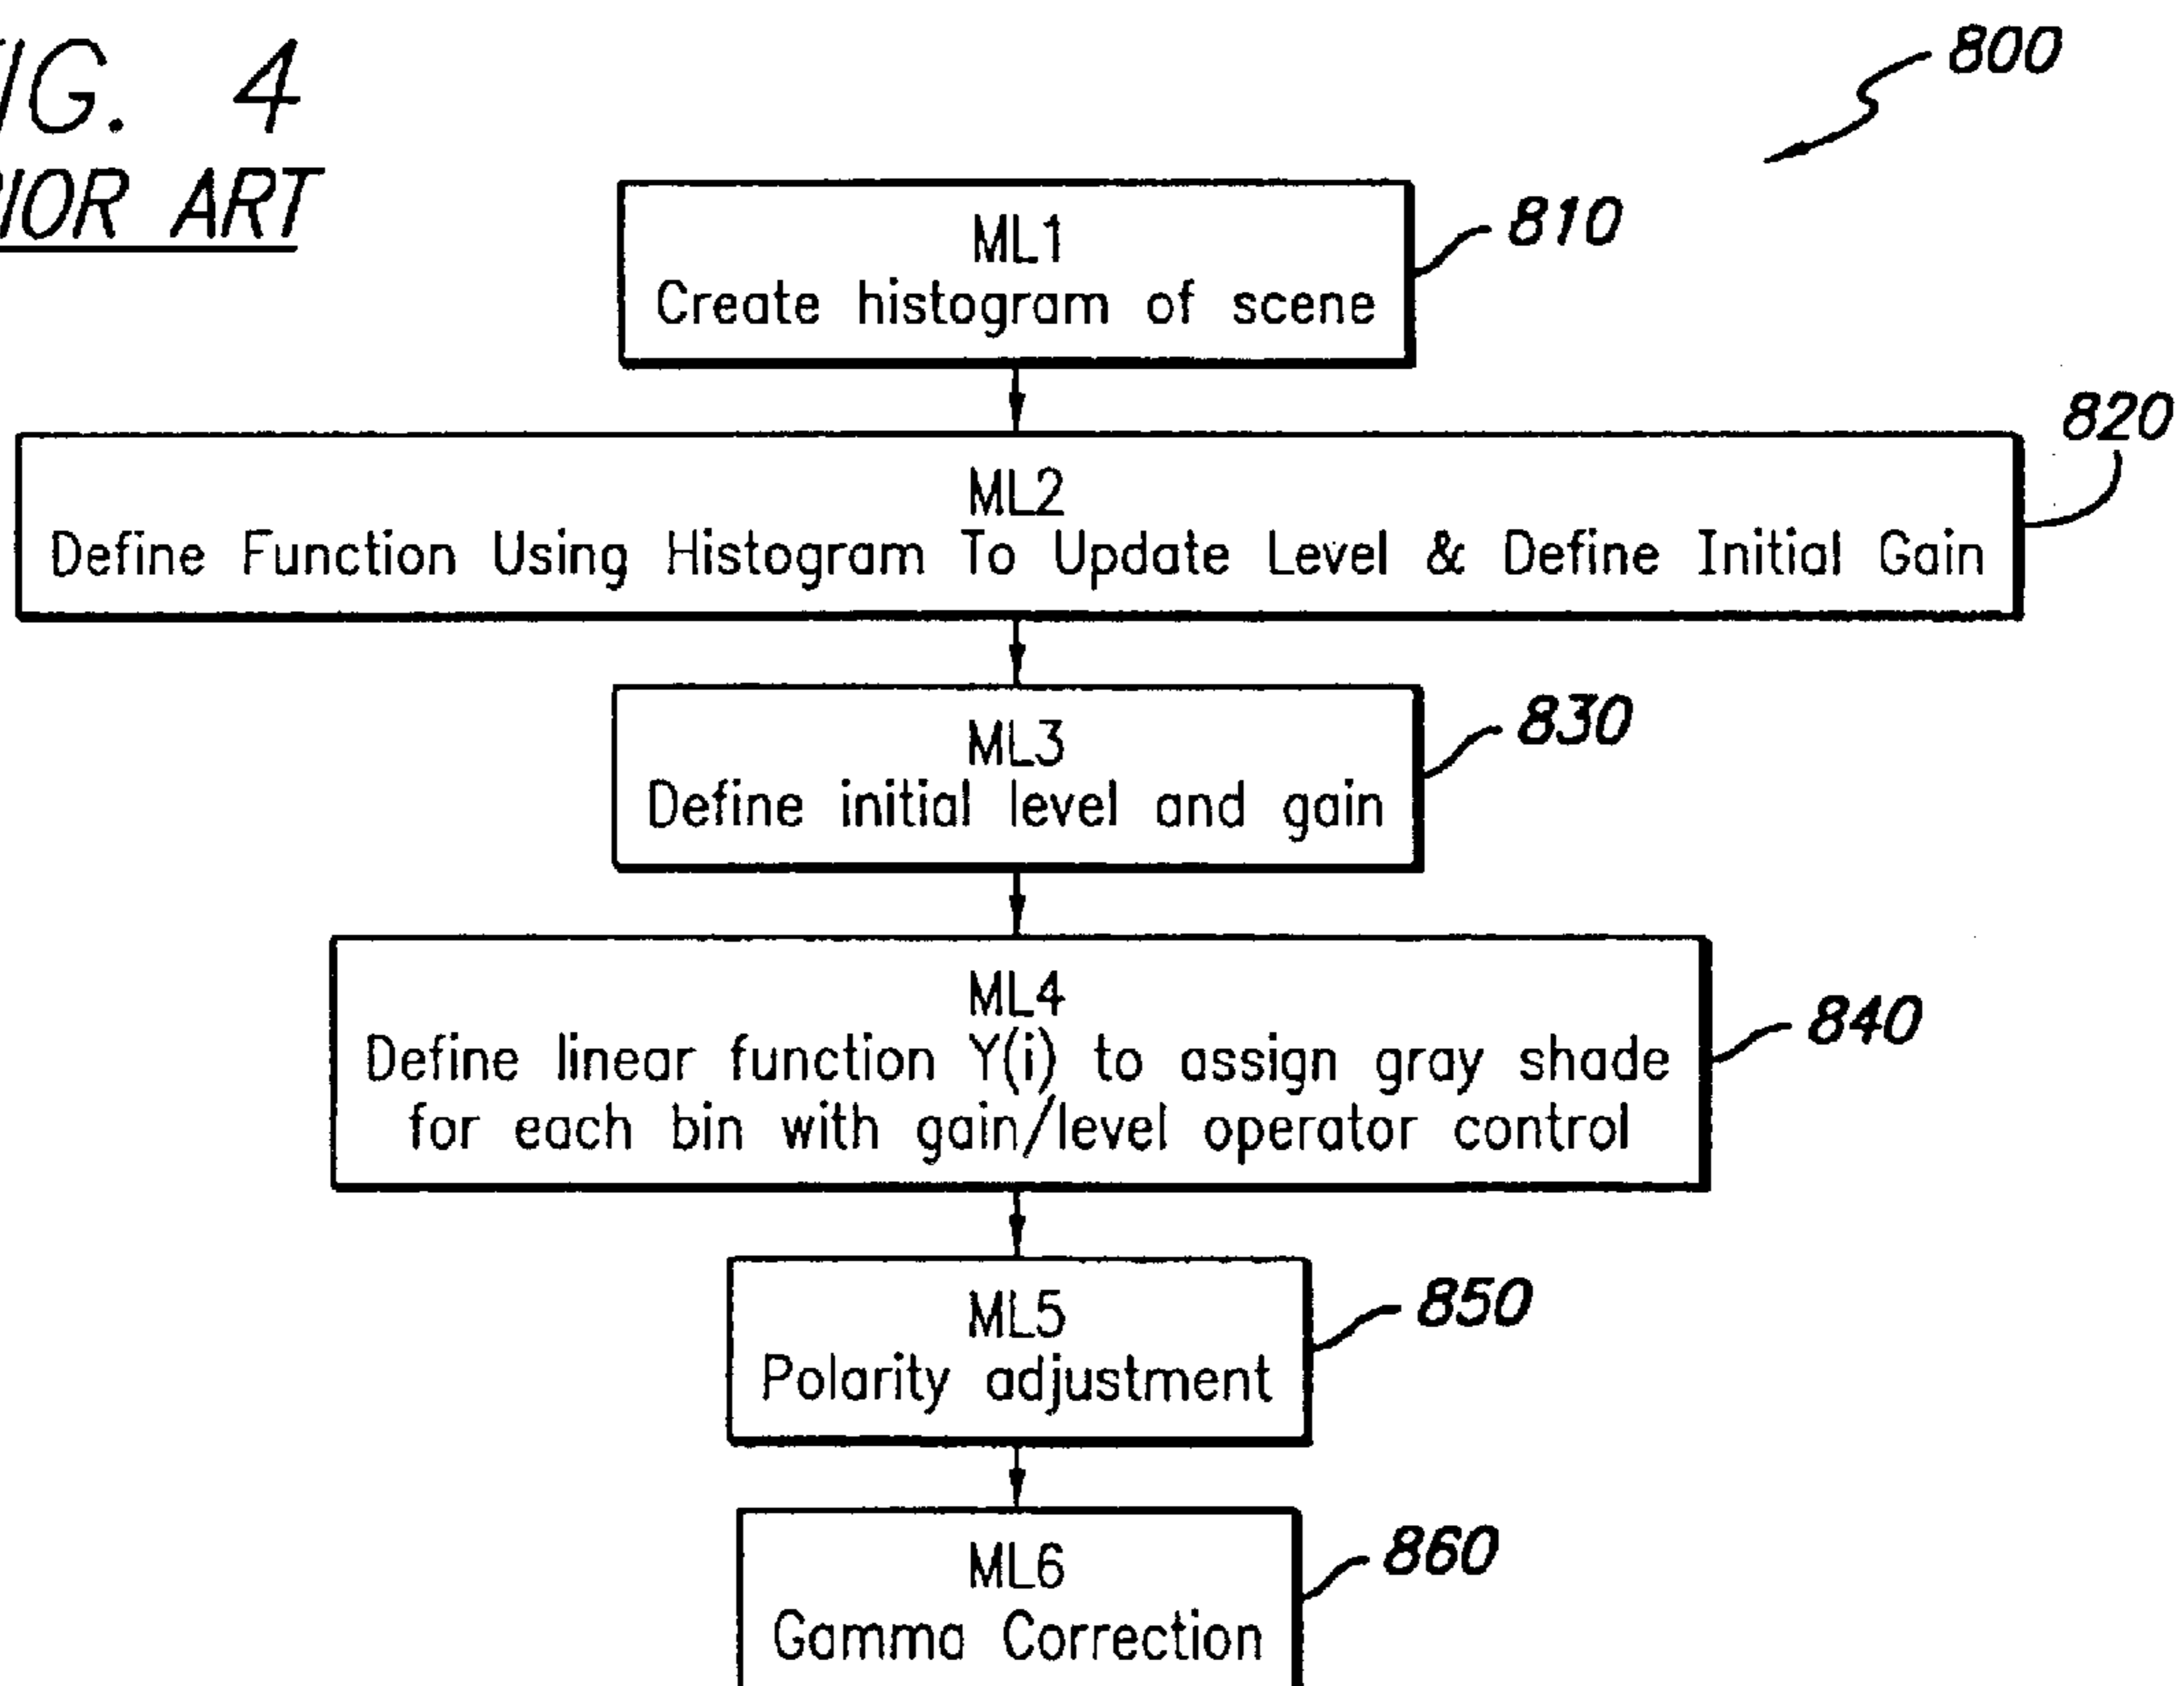 IG. 4
RIOR ART
800
ML1
Create histogram of scene
810
ML2
Define Function Using Histogram To Update Level & Define Initial Gain
820
ML3
Define initial level and gain
830
ML4
Define linear function Y(i) to assign gray shade
for each bin with gain/level operator control
840
ML5
Polarity adjustment
850
ML6
Gamma Correction
860